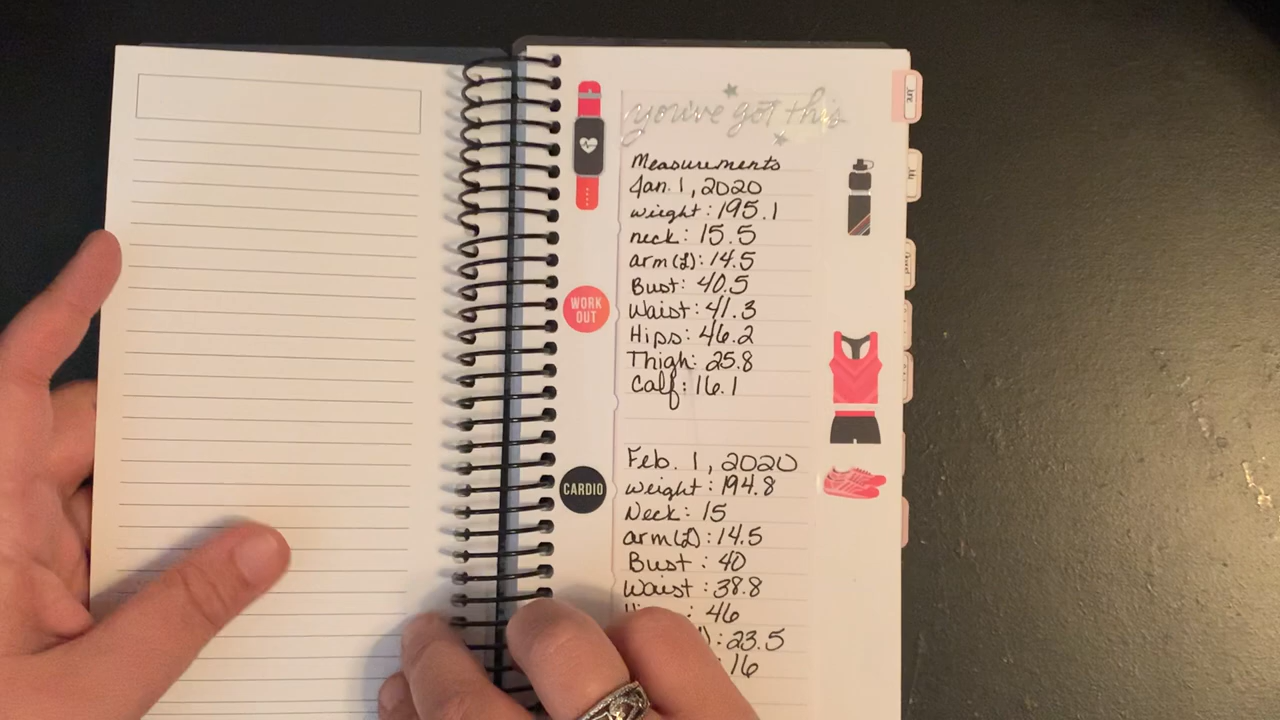 you've got this
Measurements
Jan. 1, 2020
weight: 195.1
neck: 15.5
arm(L): 14.5
Bust: 40.5
Waist: 41.3
Hips: 46.2
Thigh: 25.8
Calf: 16.1
WORK
OUT
Feb. 1, 2020
weight: 194.8
Neck: 15
arm(L): 14.5
Bust: 40
Waist: 38.8
: 46
: 23.5
: 16
CARDIO
June